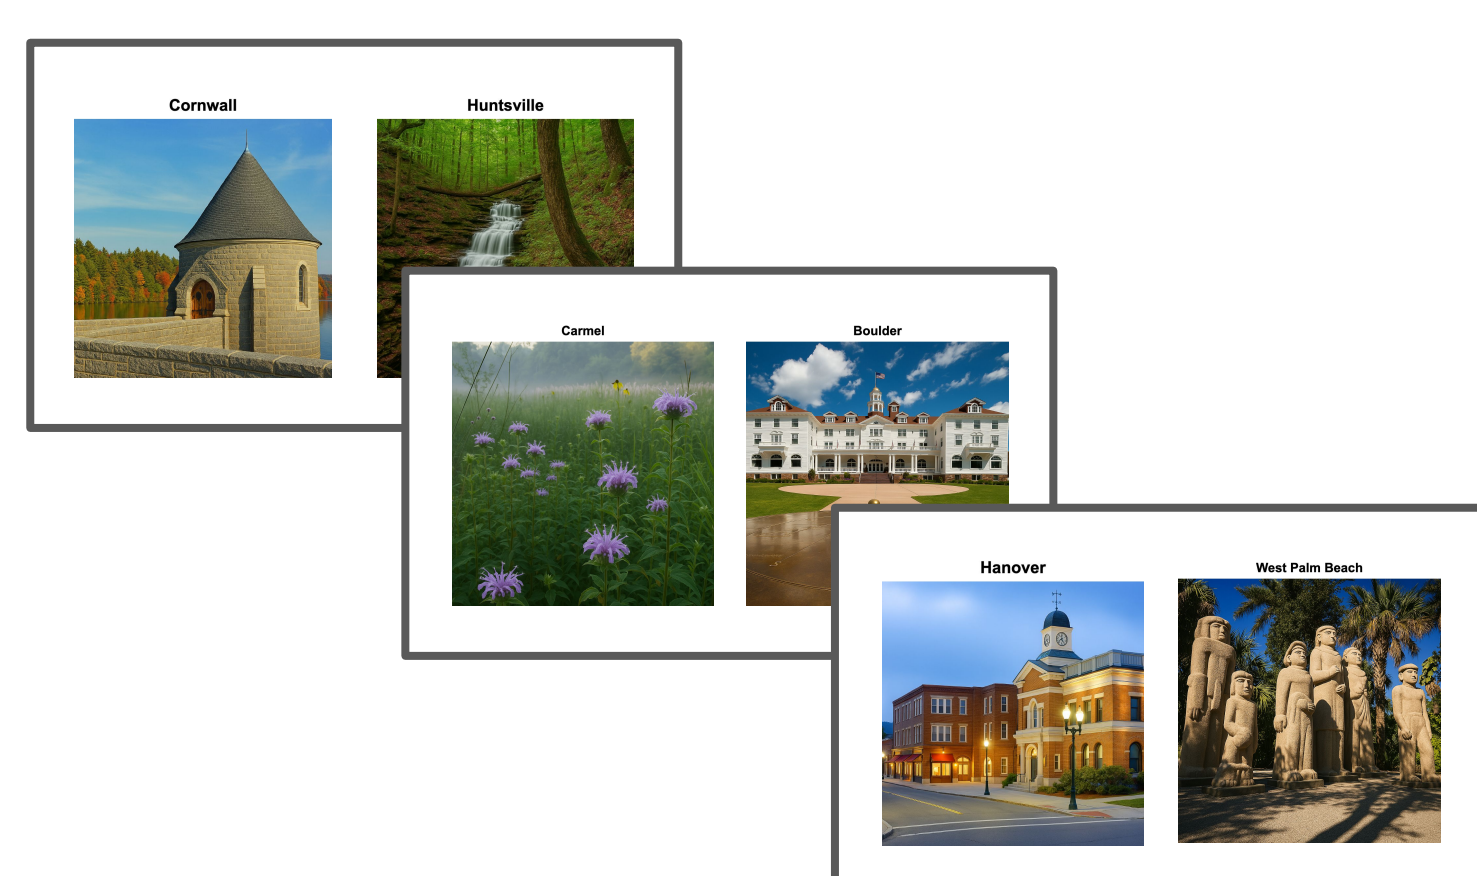 Cornwall
Huntsville
Carmel
Boulder
Hanover
West Palm Beach